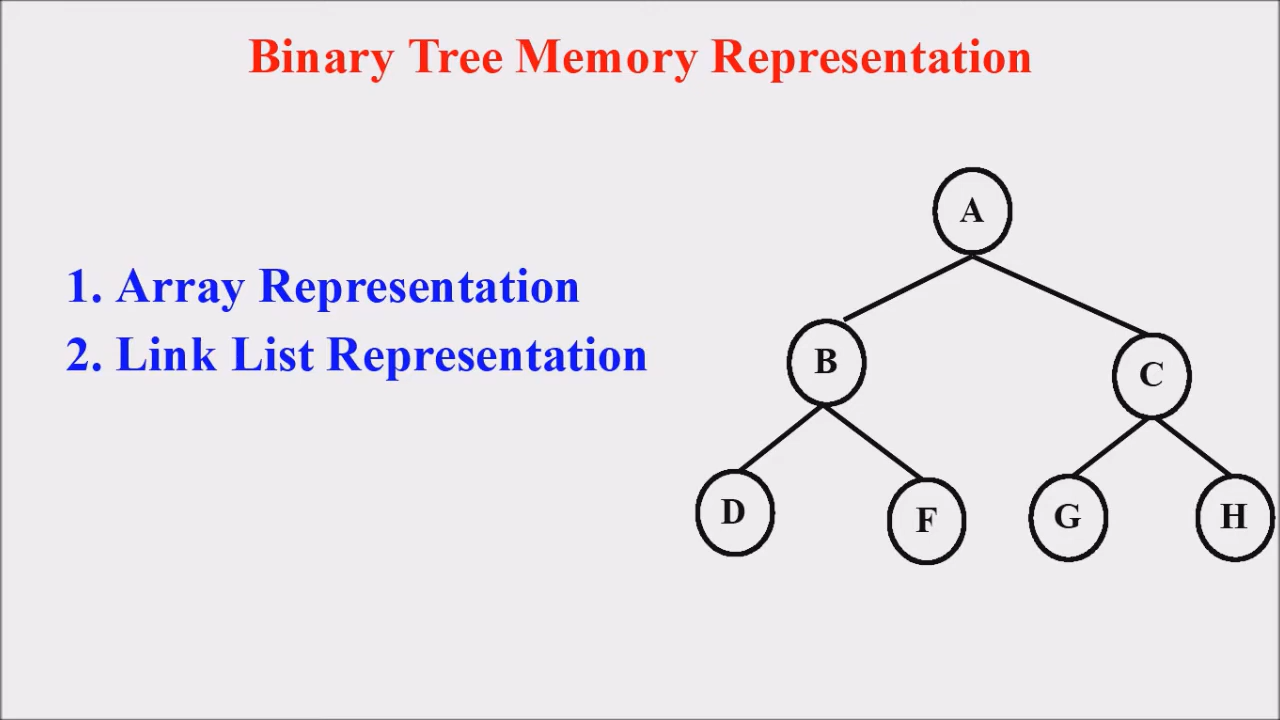 Binary Tree Memory Representation
1. Array Representation
2. Link List Representation
A
B
C
D
F
G
H